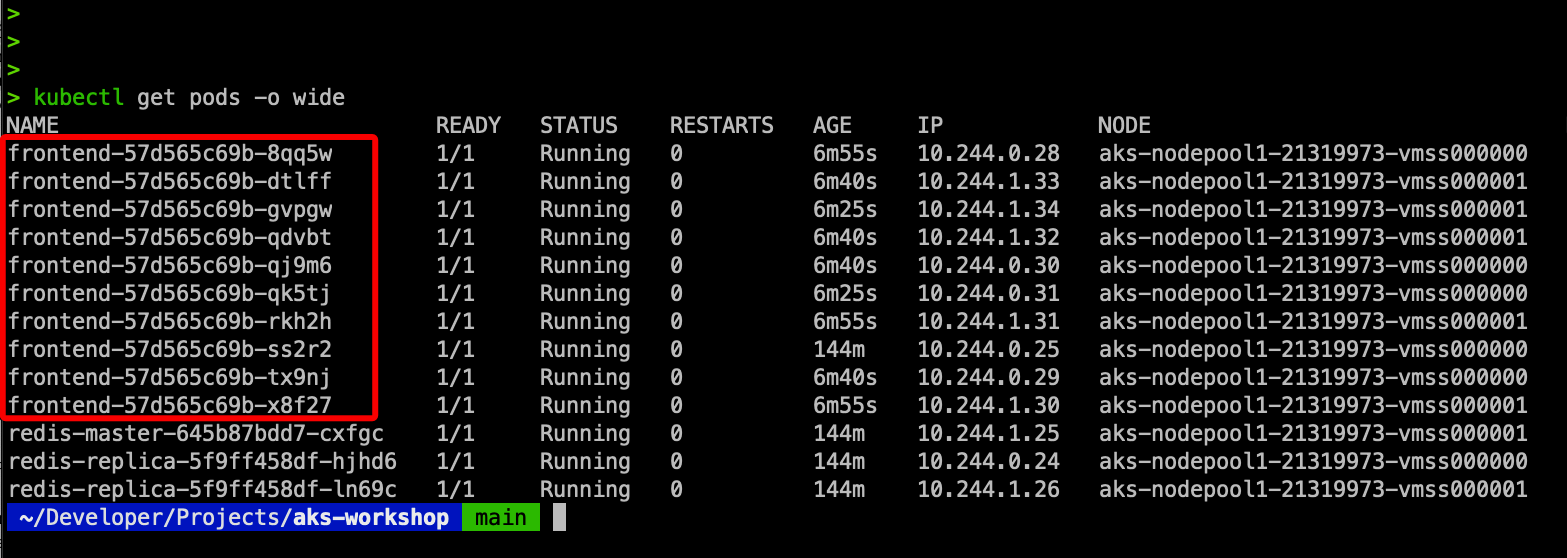 >
>
>
> kubectl get pods -o wide
NAME READY STATUS RESTARTS AGE IP NODE
frontend-57d565c69b-8qq5w 1/1 Running 0 6m55s 10.244.0.28 aks-nodepool1-21319973-vmss000000
frontend-57d565c69b-dtlff 1/1 Running 0 6m40s 10.244.1.33 aks-nodepool1-21319973-vmss000001
frontend-57d565c69b-gvpgw 1/1 Running 0 6m25s 10.244.1.34 aks-nodepool1-21319973-vmss000001
frontend-57d565c69b-qdvbt 1/1 Running 0 6m40s 10.244.1.32 aks-nodepool1-21319973-vmss000001
frontend-57d565c69b-qj9m6 1/1 Running 0 6m40s 10.244.0.30 aks-nodepool1-21319973-vmss000000
frontend-57d565c69b-qk5tj 1/1 Running 0 6m25s 10.244.0.31 aks-nodepool1-21319973-vmss000000
frontend-57d565c69b-rkh2h 1/1 Running 0 6m55s 10.244.1.31 aks-nodepool1-21319973-vmss000001
frontend-57d565c69b-ss2r2 1/1 Running 0 144m 10.244.0.25 aks-nodepool1-21319973-vmss000000
frontend-57d565c69b-tx9nj 1/1 Running 0 6m40s 10.244.0.29 aks-nodepool1-21319973-vmss000000
frontend-57d565c69b-x8f27 1/1 Running 0 6m55s 10.244.1.30 aks-nodepool1-21319973-vmss000001
redis-master-645b87bdd7-cxfgc 1/1 Running 0 144m 10.244.1.25 aks-nodepool1-21319973-vmss000001
redis-replica-5f9ff458df-hjhd6 1/1 Running 0 144m 10.244.0.24 aks-nodepool1-21319973-vmss000000
redis-replica-5f9ff458df-ln69c 1/1 Running 0 144m 10.244.1.26 aks-nodepool1-21319973-vmss000001
~/Developer/Projects/aks-workshop main